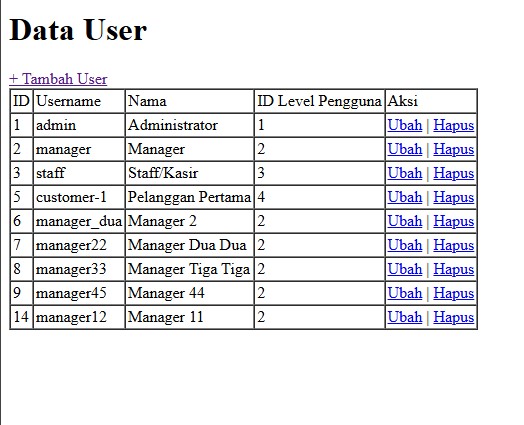 Data User
+ Tambah User
ID Username Nama ID Level Pengguna Aksi
1 admin Administrator 1 Ubah | Hapus
2 manager Manager 2 Ubah | Hapus
3 staff Staff/Kasir 3 Ubah | Hapus
5 customer-1 Pelanggan Pertama 4 Ubah | Hapus
6 manager_dua Manager 2 2 Ubah | Hapus
7 manager22 Manager Dua Dua 2 Ubah | Hapus
8 manager33 Manager Tiga Tiga 2 Ubah | Hapus
9 manager45 Manager 44 2 Ubah | Hapus
14 manager12 Manager 11 2 Ubah | Hapus